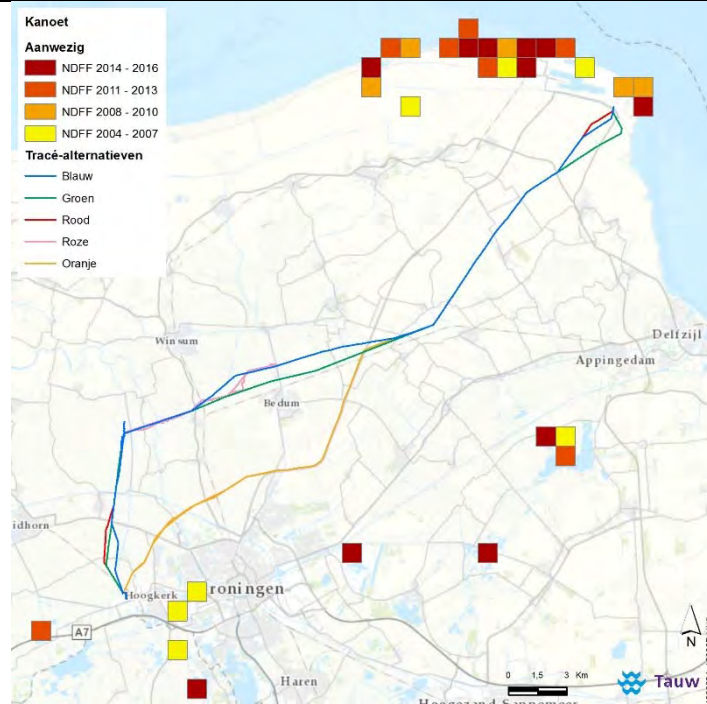 Kanoet
Aanwezig
NDFF 2014 - 2016
NDFF 2011 - 2013
NDFF 2008 - 2010
NDFF 2004 - 2007
Tracé-alternatieven
Blauw
Groen
Rood
Roze
Oranje
Winsum
Delfzijl
Appingedam
Bedum
idhorn
Hoogkerk
roningen
A7
Haren
N
0 1,5 3 Km
Tauw